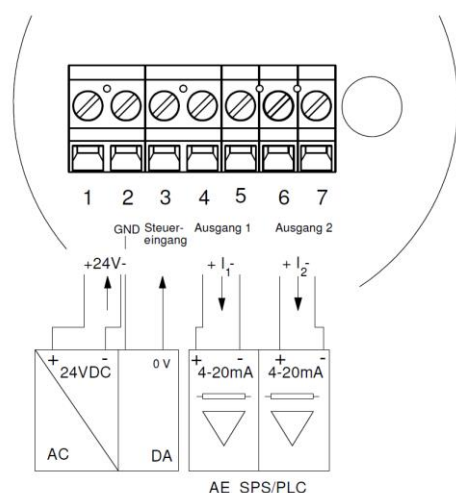 1 2 3 4 5 6 7
GND Steuer- Ausgang 1 Ausgang 2
eingang
+24V- + I₁- + I₂-
+ - 0 V + - + -
24VDC 4-20mA 4-20mA
AC DA
AE SPS/PLC